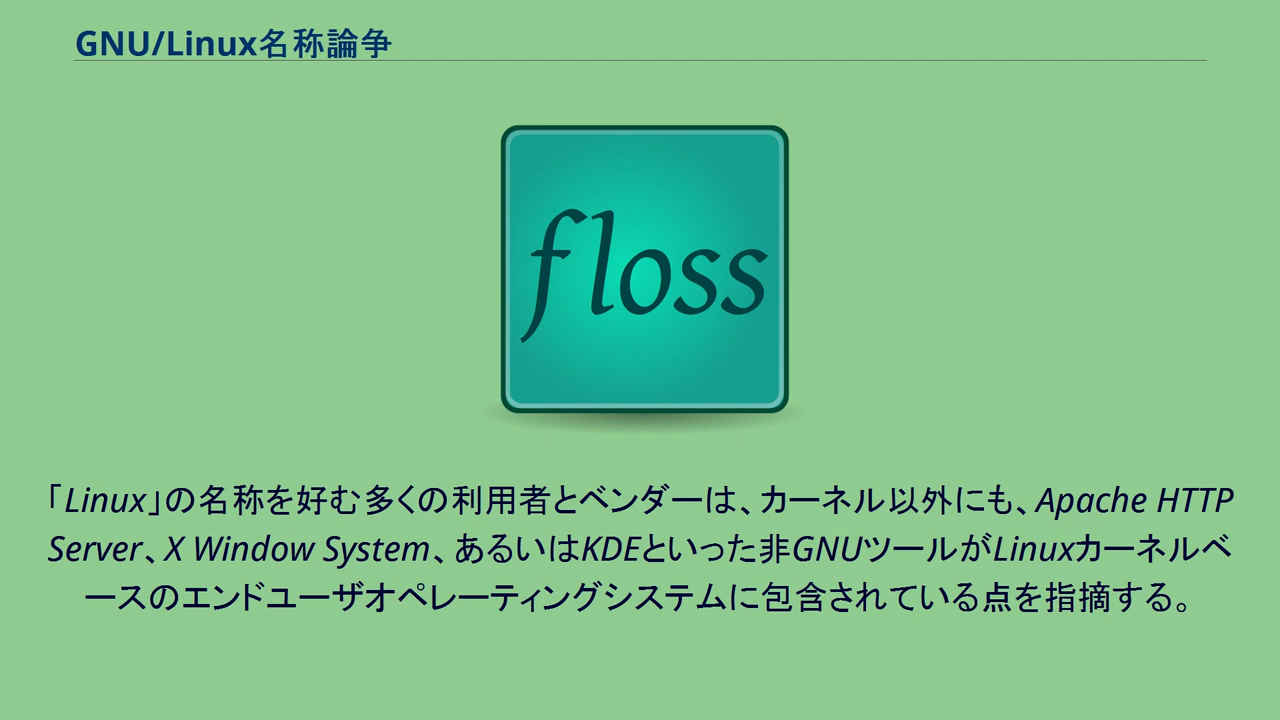 GNU/Linux名称論争
floss
「Linux」の名称を好む多くの利用者とベンダーは、カーネル以外にも、Apache HTTP
Server、X Window System、あるいはKDEといった非GNUツールがLinuxカーネルベ
ースのエンドユーザオペレーティングシステムに包含されている点を指摘する。